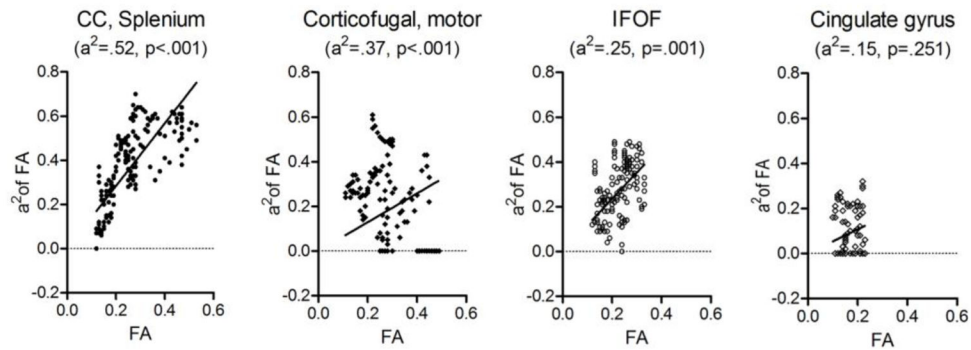 CC, Splenium
(a²=.52, p<.001)
0.8
0.6
0.4
0.2
0.0
-0.2
a²of FA
0.0 0.2 0.4 0.6
FA
Corticofugal, motor
(a²=.37, p<.001)
0.8
0.6
0.4
0.2
0.0
-0.2
a²of FA
0.0 0.2 0.4 0.6
FA
IFOF
(a²=.25, p=.001)
0.8
0.6
0.4
0.2
0.0
-0.2
a²of FA
0.0 0.2 0.4 0.6
FA
Cingulate gyrus
(a²=.15, p=.251)
0.8
0.6
0.4
0.2
0.0
-0.2
a²of FA
0.0 0.2 0.4 0.6
FA